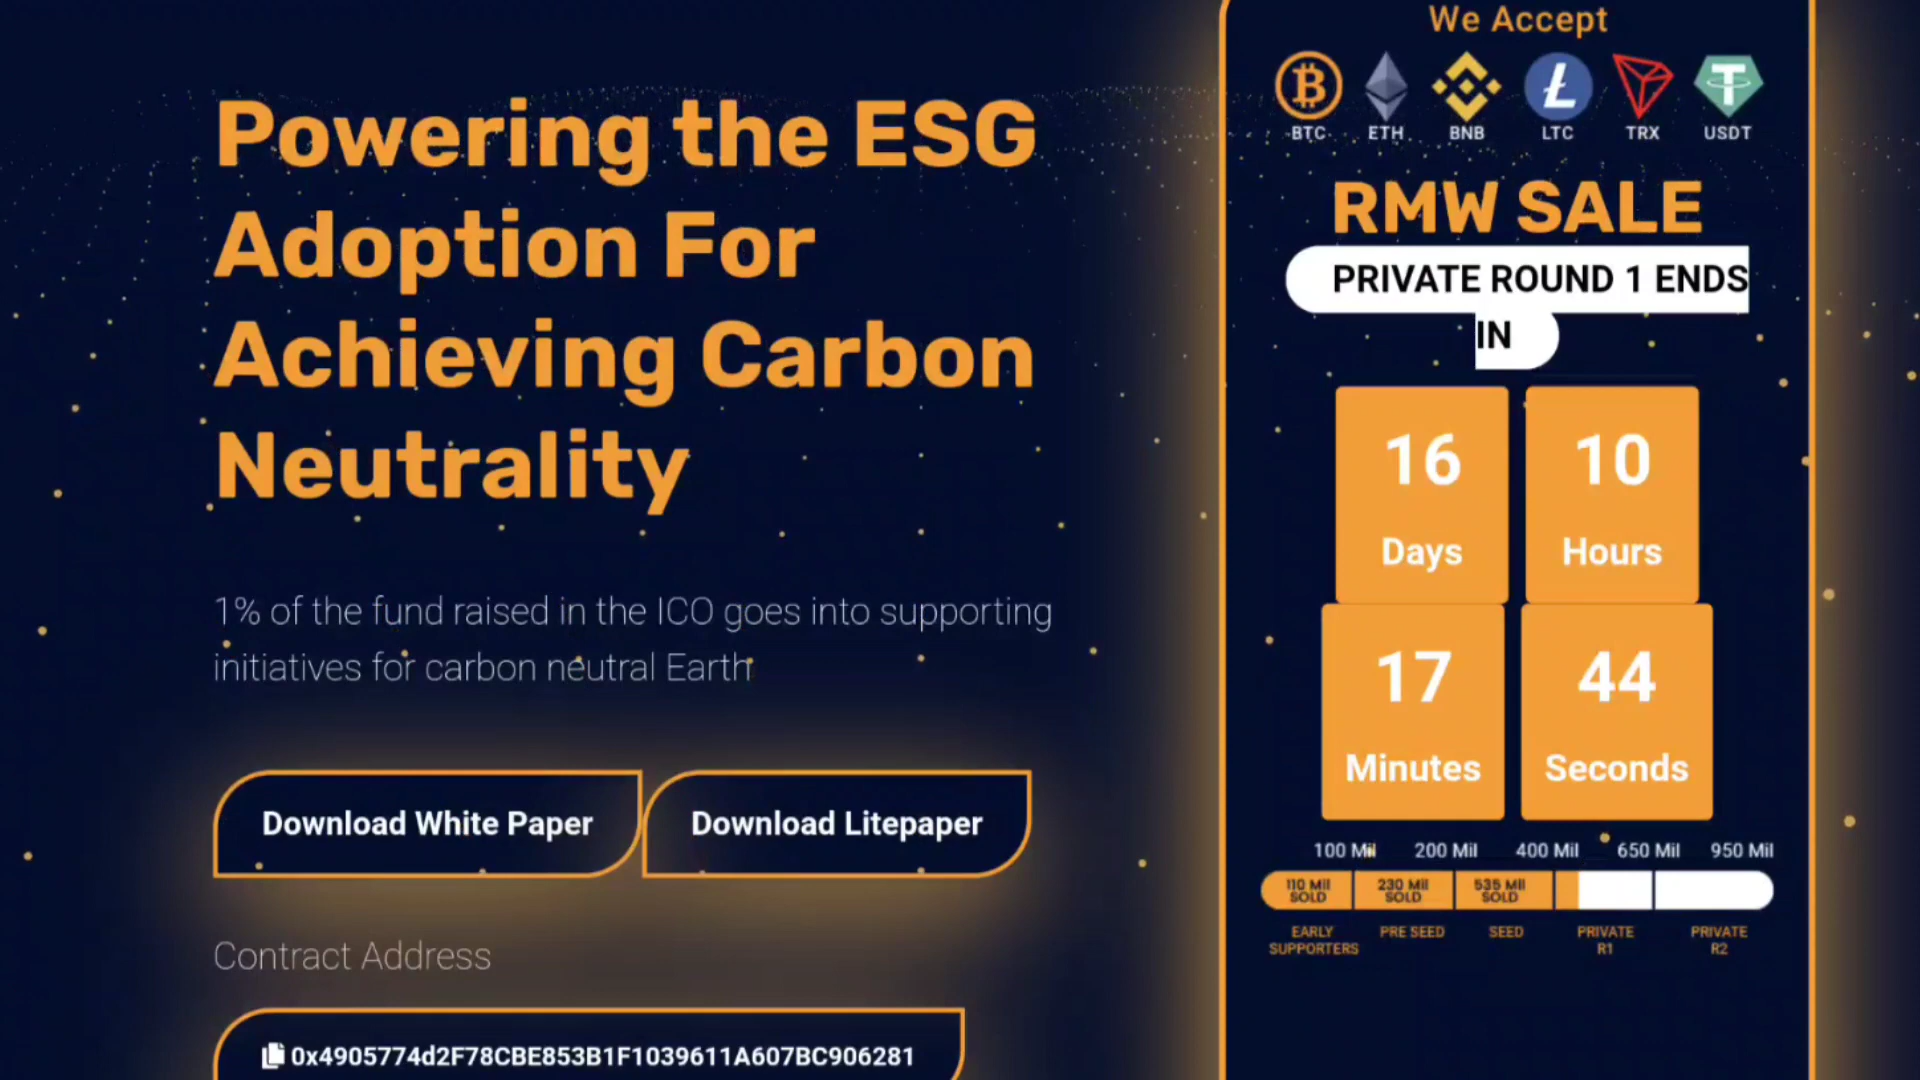 Powering the ESG
Adoption For
Achieving Carbon
Neutrality
1% of the fund raised in the ICO goes into supporting
initiatives for carbon neutral Earth
Download White Paper
Download Litepaper
Contract Address
0x4905774d2F78CBE853B1F1039611A607BC906281
We Accept
BTC ETH BNB LTC TRX USDT
RMW SALE
PRIVATE ROUND 1 ENDS
IN
16 10
Days Hours
17 44
Minutes Seconds
100 Mil 200 Mil 400 Mil 650 Mil 950 Mil
110 Mil 230 Mil 535 Mil
SOLD SOLD SOLD
EARLY PRE SEED SEED PRIVATE PRIVATE
SUPPORTERS R1 R2